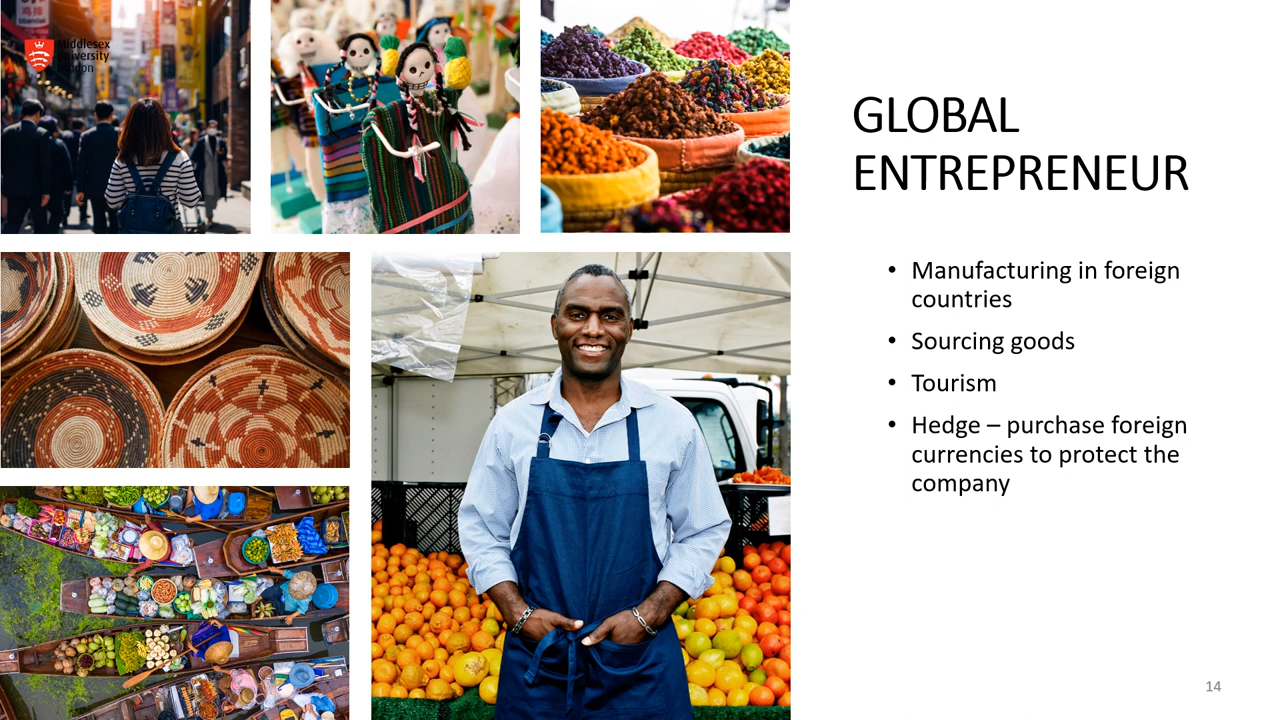 Middlesex
University
London
GLOBAL
ENTREPRENEUR
• Manufacturing in foreign
countries
• Sourcing goods
• Tourism
• Hedge – purchase foreign
currencies to protect the
company
14